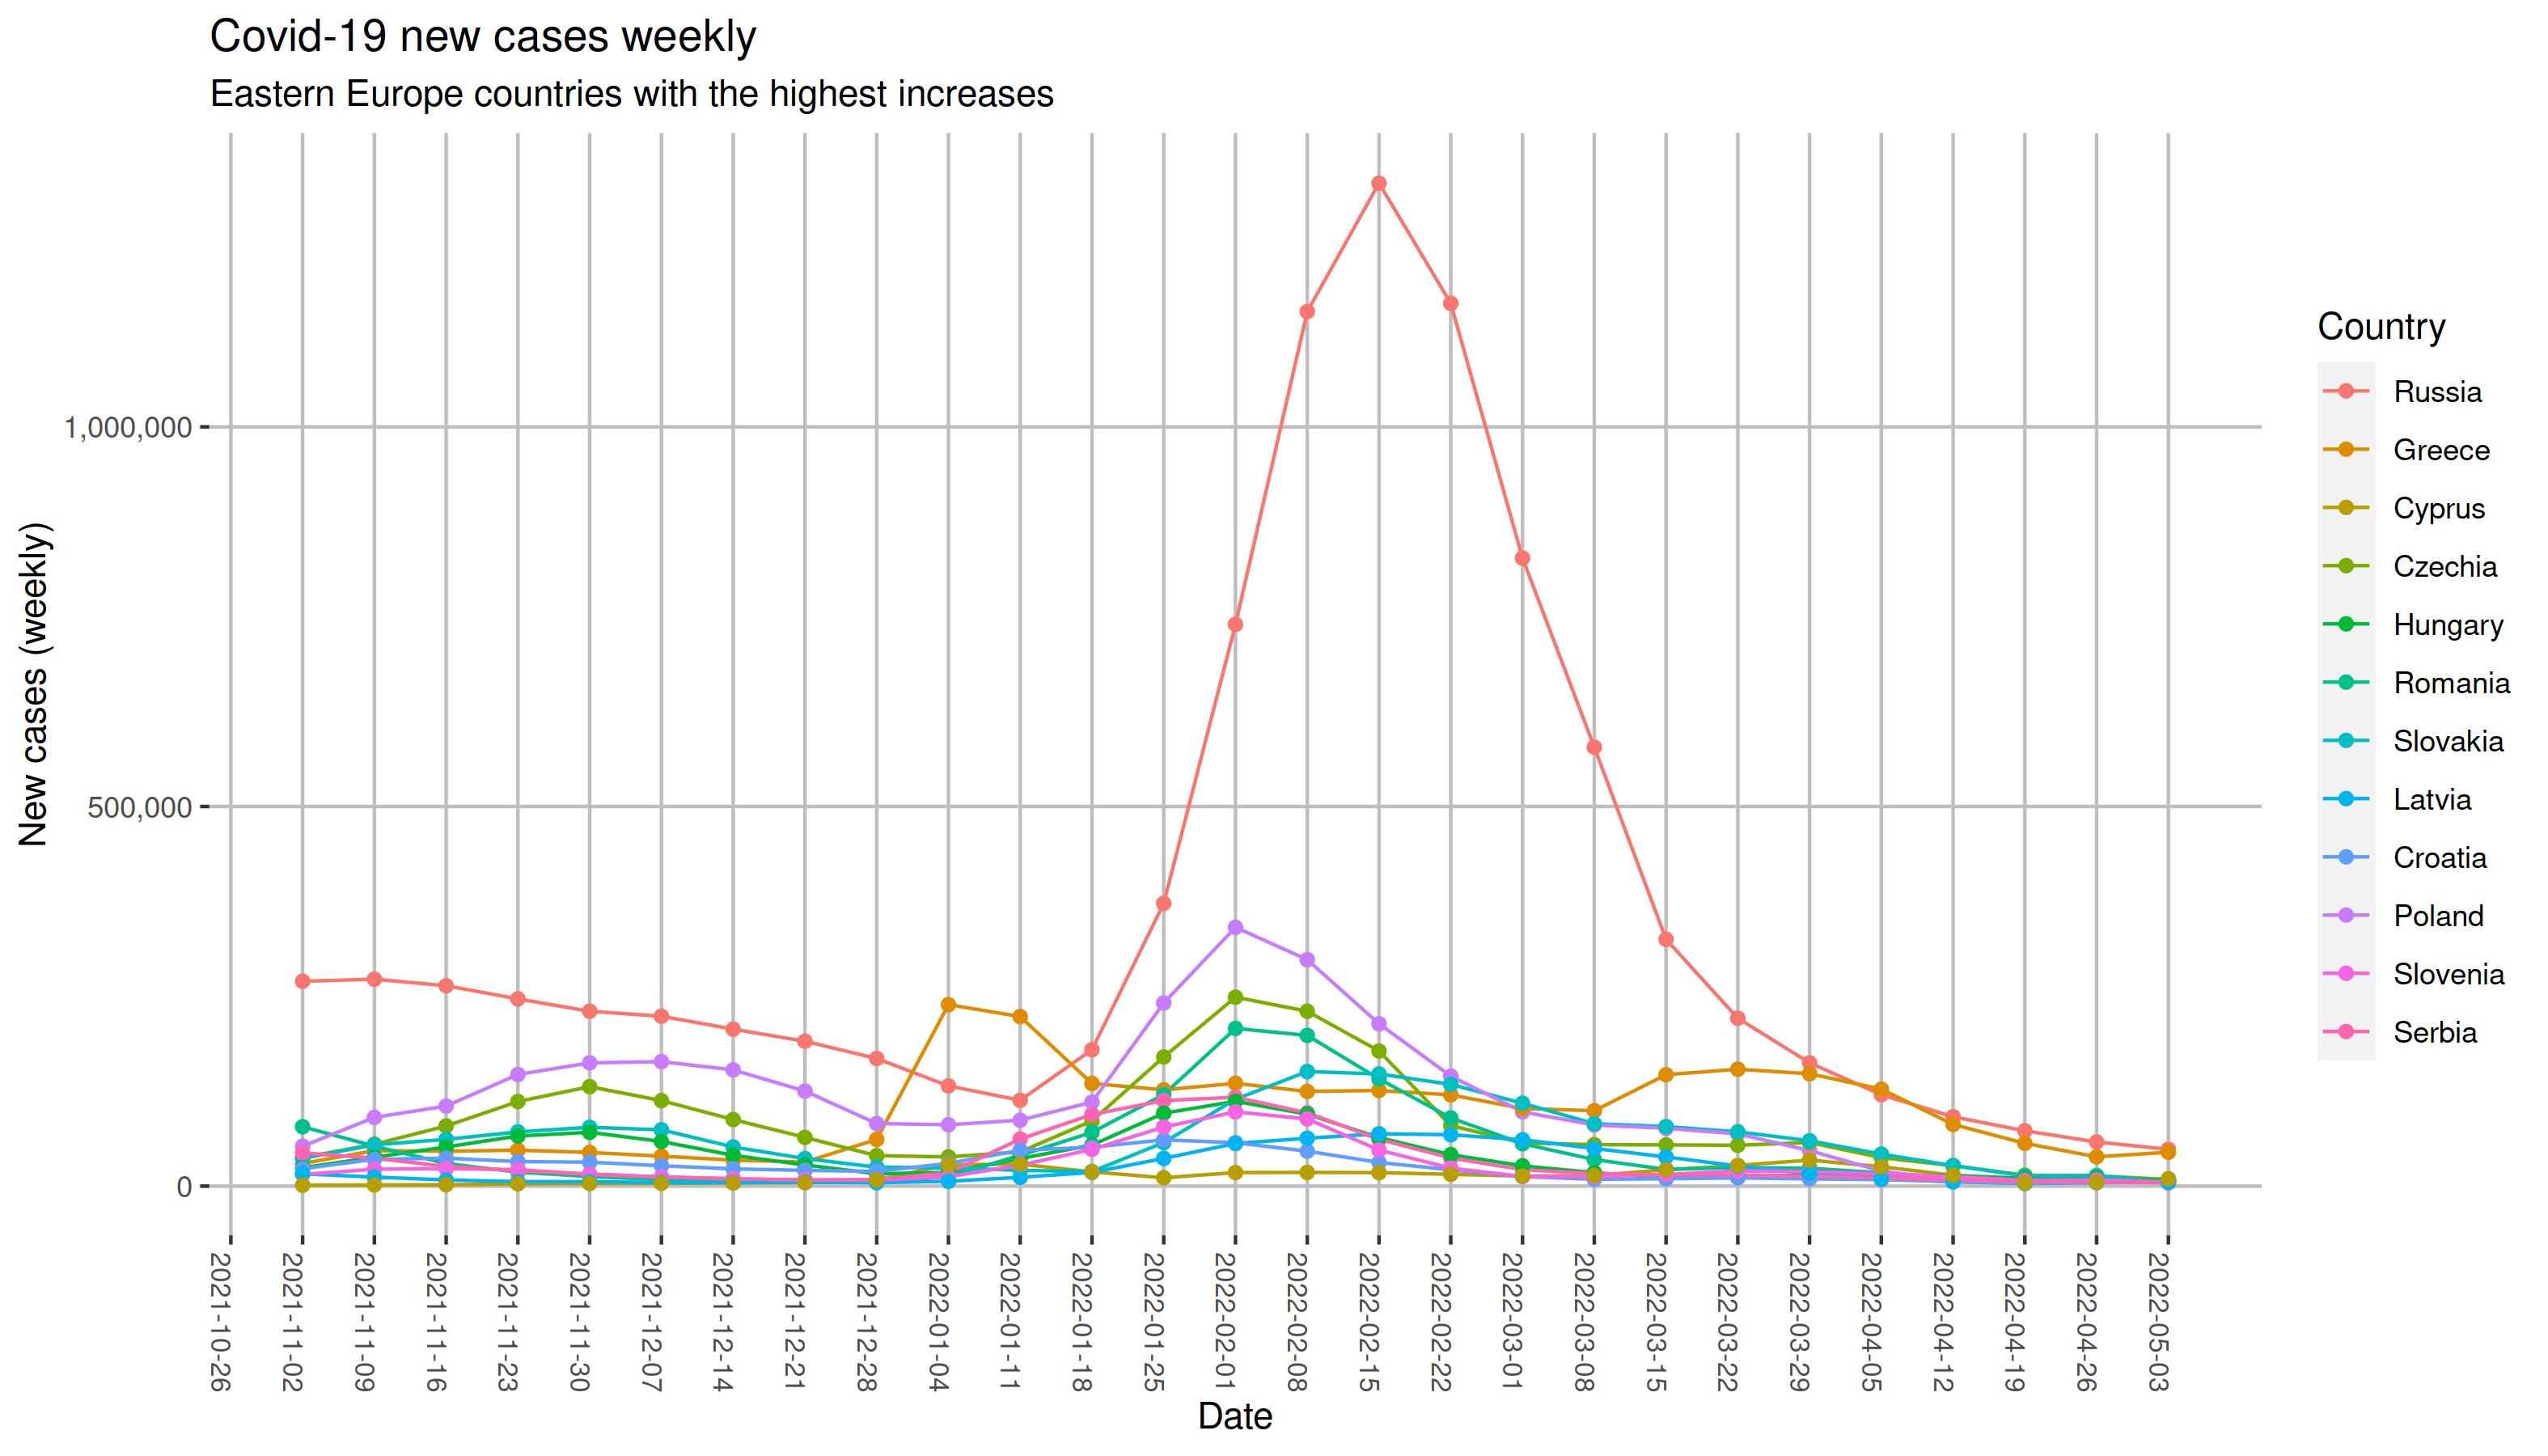 Covid-19 new cases weekly
Eastern Europe countries with the highest increases
New cases (weekly)
1,000,000
500,000
0
2021-10-26
2021-11-02
2021-11-09
2021-11-16
2021-11-23
2021-11-30
2021-12-07
2021-12-14
2021-12-21
2021-12-28
2022-01-04
2022-01-11
2022-01-18
2022-01-25
2022-02-01
2022-02-08
2022-02-15
2022-02-22
2022-03-01
2022-03-08
2022-03-15
2022-03-22
2022-03-29
2022-04-05
2022-04-12
2022-04-19
2022-04-26
2022-05-03
Date
Country
Russia
Greece
Cyprus
Czechia
Hungary
Romania
Slovakia
Latvia
Croatia
Poland
Slovenia
Serbia